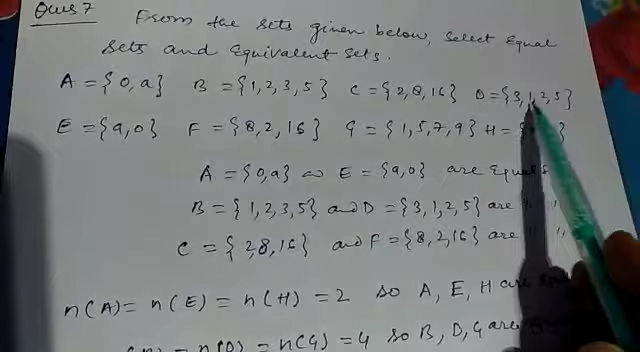 Ques 7 From the sets given below, select Equal
sets and Equivalent sets.
A = {0, a} B = {1, 2, 3, 5} C = {2, 8, 16} D = {3, 1, 2, 5}
E = {a, 0} F = {8, 2, 16} G = {1, 5, 7, 9} H = {
A = {0, a} E = {a, 0} are Equals
B = {1, 2, 3, 5} and D = {3, 1, 2, 5} are " "
C = {2, 8, 16} and F = {8, 2, 16} are " "
n(A) = n(E) = n(H) = 2 so A, E, H are
= n(D) = n(G) = 4 so B, D, G are